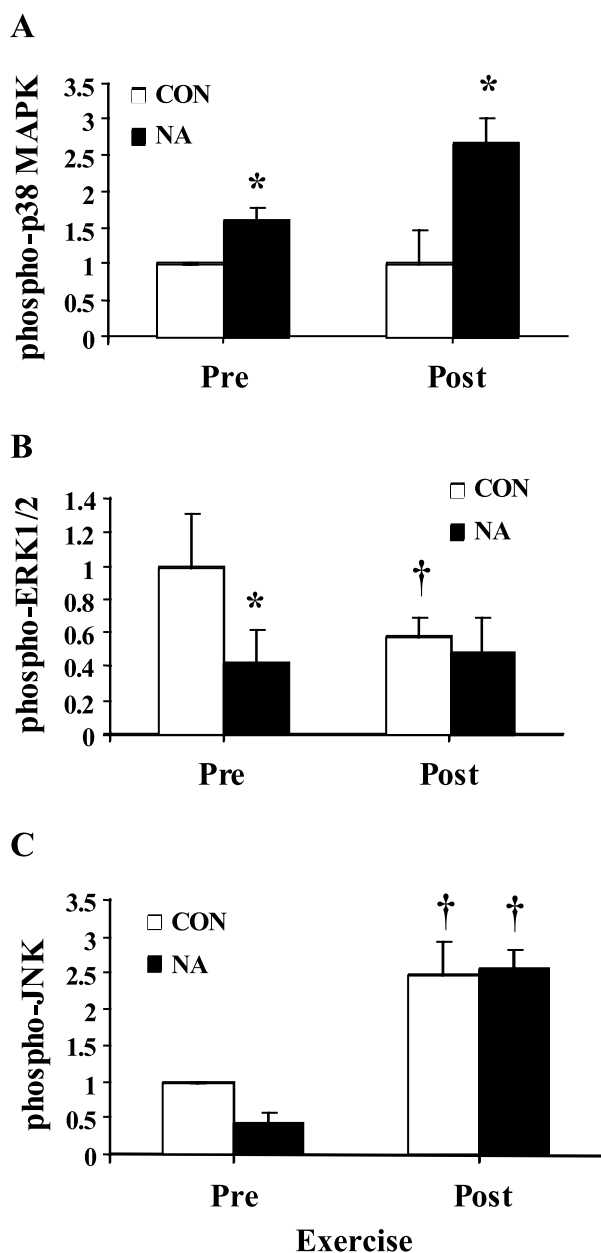 A
phospho-p38 MAPK
3.5
3
2.5
2
1.5
1
0.5
0
CON
NA
*
*
Pre Post
B
phospho-ERK1/2
1.4
1.2
1
0.8
0.6
0.4
0.2
0
CON
NA
*
†
Pre Post
C
phospho-JNK
3.5
3
2.5
2
1
0.5
0
CON
NA
† †
Pre Post
Exercise